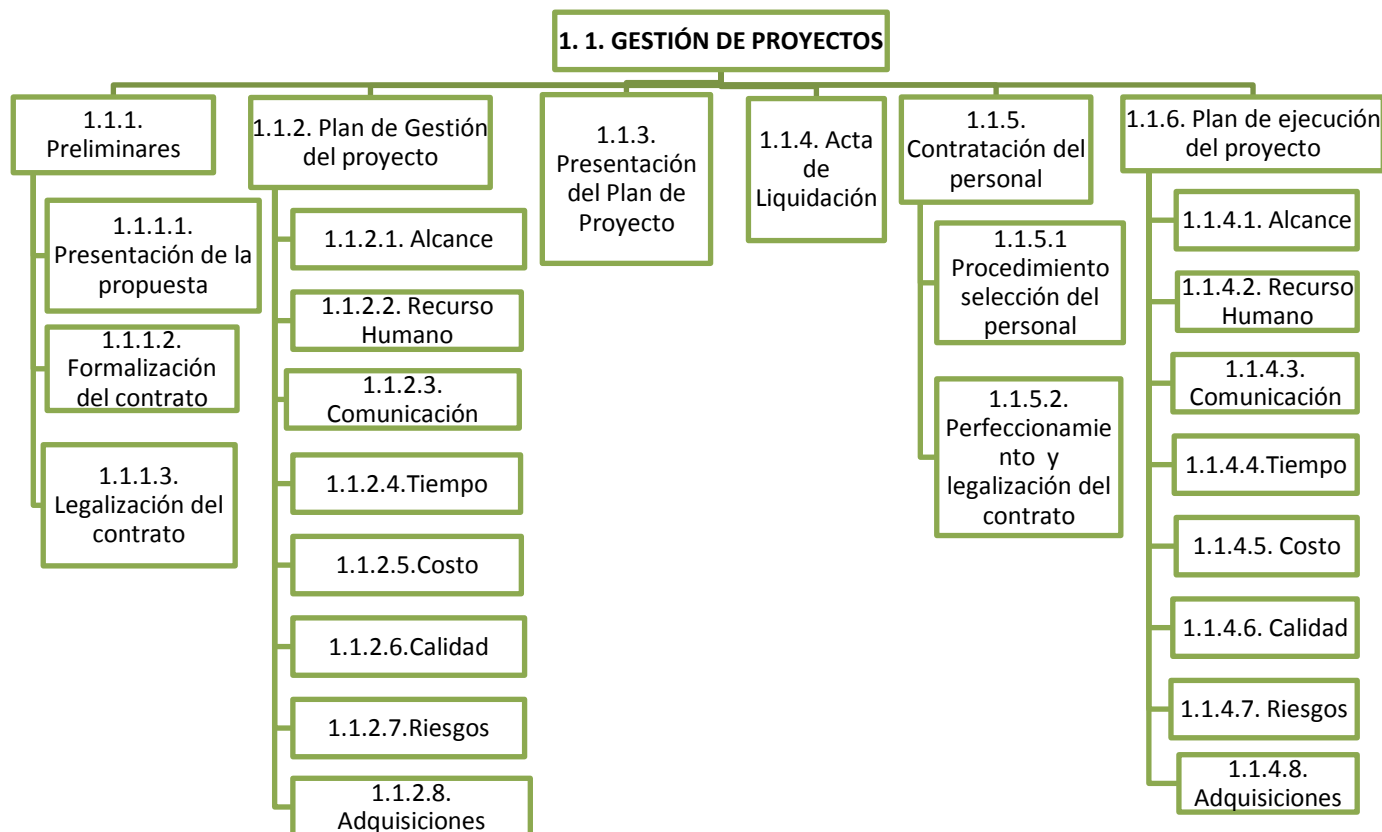 1. 1. GESTIÓN DE PROYECTOS
1.1.1.
Preliminares
1.1.1.1.
Presentación de la
propuesta
1.1.1.2.
Formalización
del contrato
1.1.1.3.
Legalización del
contrato
1.1.2. Plan de Gestión
del proyecto
1.1.2.1. Alcance
1.1.2.2. Recurso
Humano
1.1.2.3.
Comunicación
1.1.2.4.Tiempo
1.1.2.5.Costo
1.1.2.6.Calidad
1.1.2.7.Riesgos
1.1.2.8.
Adquisiciones
1.1.3.
Presentación
del Plan de
Proyecto
1.1.4. Acta
de
Liquidación
1.1.5.
Contratación del
personal
1.1.5.1
Procedimiento
selección del
personal
1.1.5.2.
Perfeccionamie
nto y
legalización del
contrato
1.1.6. Plan de ejecución
del proyecto
1.1.4.1. Alcance
1.1.4.2. Recurso
Humano
1.1.4.3.
Comunicación
1.1.4.4.Tiempo
1.1.4.5. Costo
1.1.4.6. Calidad
1.1.4.7. Riesgos
1.1.4.8.
Adquisiciones